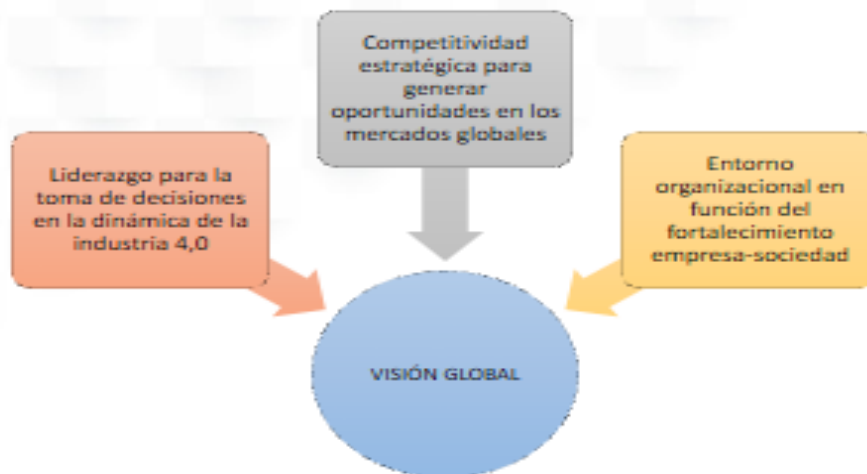 Competitividad
estratégica para
generar
oportunidades en los
mercados globales
Liderazgo para la
toma de decisiones
en la dinámica de la
industria 4,0
Entorno
organizacional en
función del
fortalecimiento
empresa-sociedad
VISIÓN GLOBAL